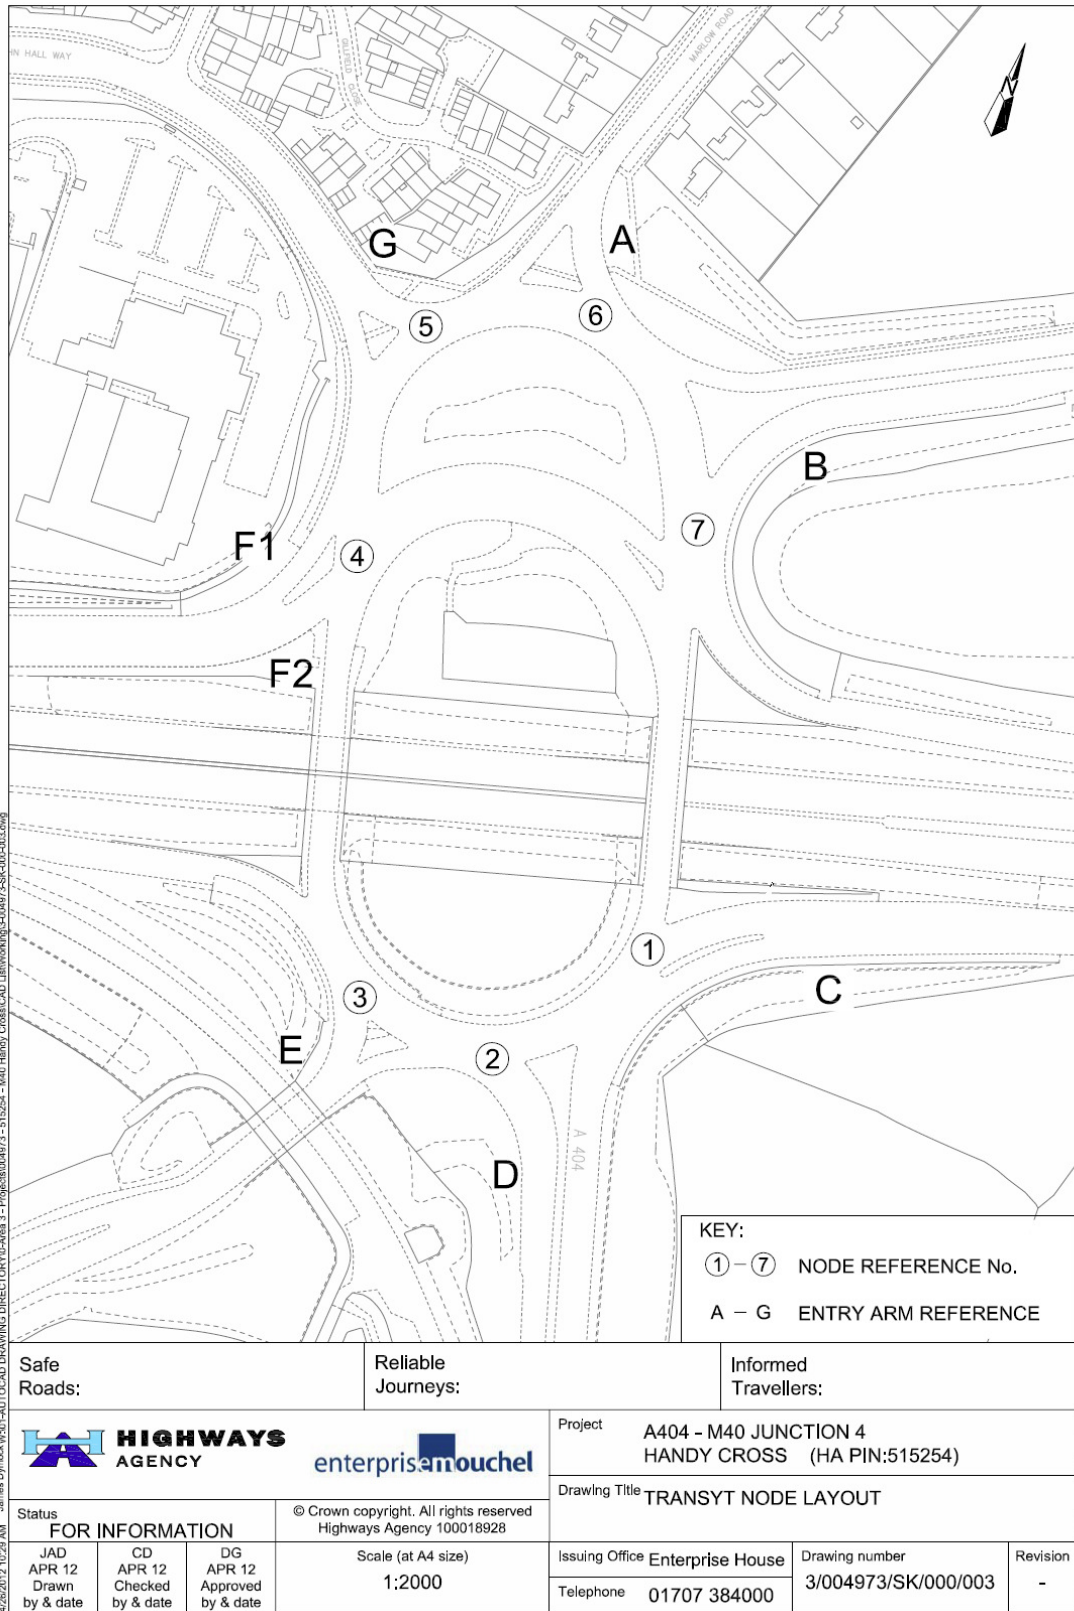 HN HALL WAY
GILFIELD CLOSE
MARLOW ROAD
N
G
A
5
6
B
F1
4
7
F2
1
C
3
E
2
A 404
D
KEY:
1 – 7 NODE REFERENCE No.
A – G ENTRY ARM REFERENCE
Safe
Roads:
Reliable
Journeys:
Informed
Travellers:
HIGHWAYS
AGENCY
enterprisemouchel
Project
A404 - M40 JUNCTION 4
HANDY CROSS (HA PIN:515254)
Drawing Title TRANSYT NODE LAYOUT
Status
FOR INFORMATION
© Crown copyright. All rights reserved
Highways Agency 100018928
JAD
APR 12
Drawn
by & date
CD
APR 12
Checked
by & date
DG
APR 12
Approved
by & date
Scale (at A4 size)
1:2000
Issuing Office Enterprise House
Telephone 01707 384000
Drawing number
3/004973/SK/000/003
Revision
-